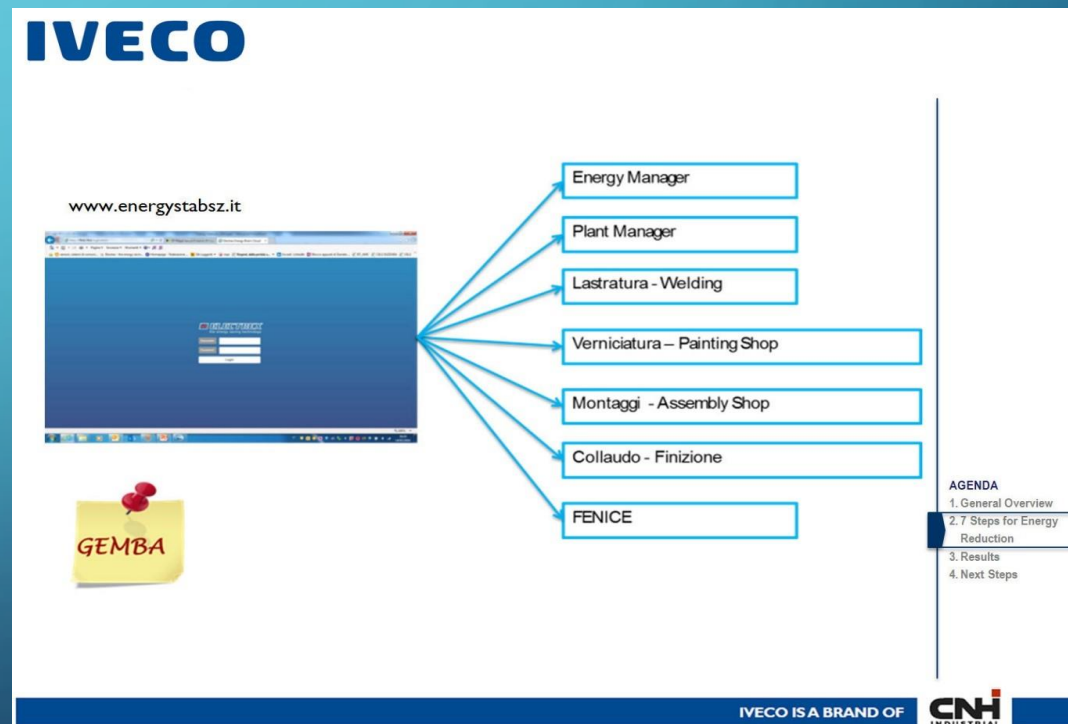 IVECO
www.energystabsz.it
ELECTREX
Energy Manager
Plant Manager
Lastratura - Welding
Verniciatura – Painting Shop
Montaggi - Assembly Shop
Collaudo - Finizione
FENICE
GEMBA
AGENDA
1. General Overview
2. 7 Steps for Energy
Reduction
3. Results
4. Next Steps
IVECO IS A BRAND OF
CNH
INDUSTRIAL